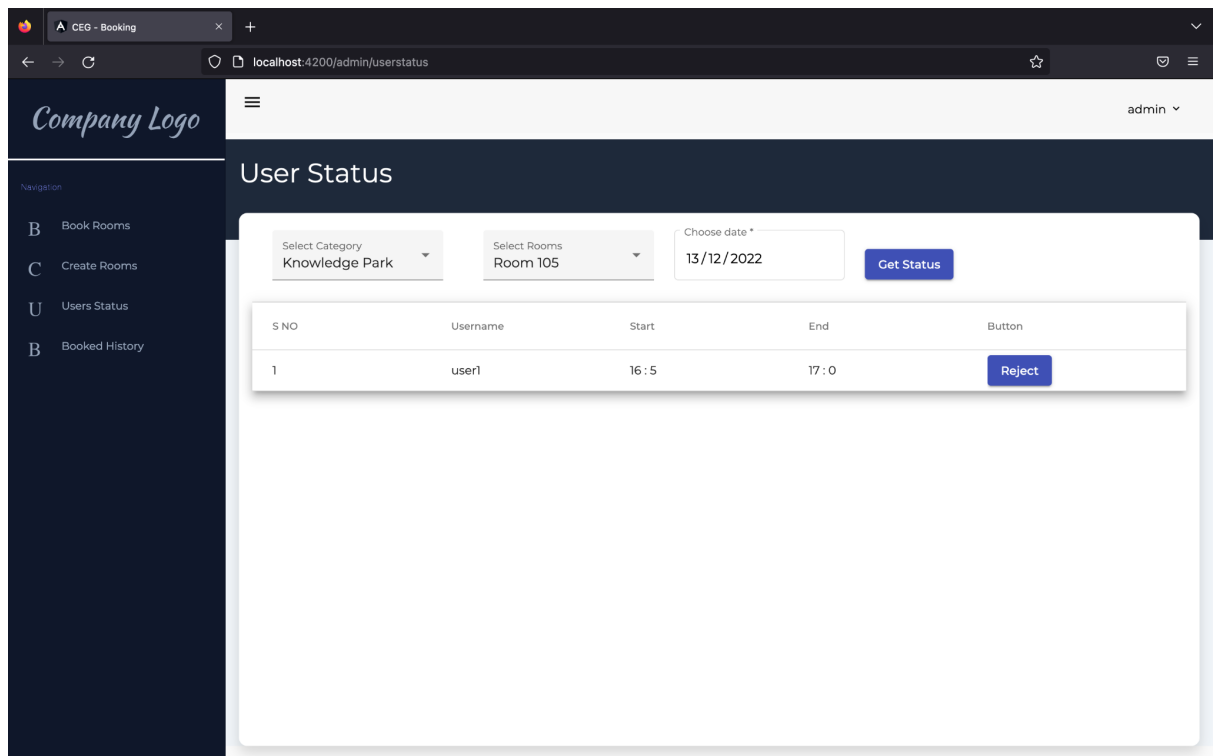 CEG - Booking
localhost:4200/admin/userstatus
Company Logo
admin
Navigation
Book Rooms
Create Rooms
Users Status
Booked History
User Status
Select Category
Knowledge Park
Select Rooms
Room 105
Choose date *
13/12/2022
Get Status
S NO Username Start End Button
1 user1 16 : 5 17 : 0 Reject
B
C
U
B